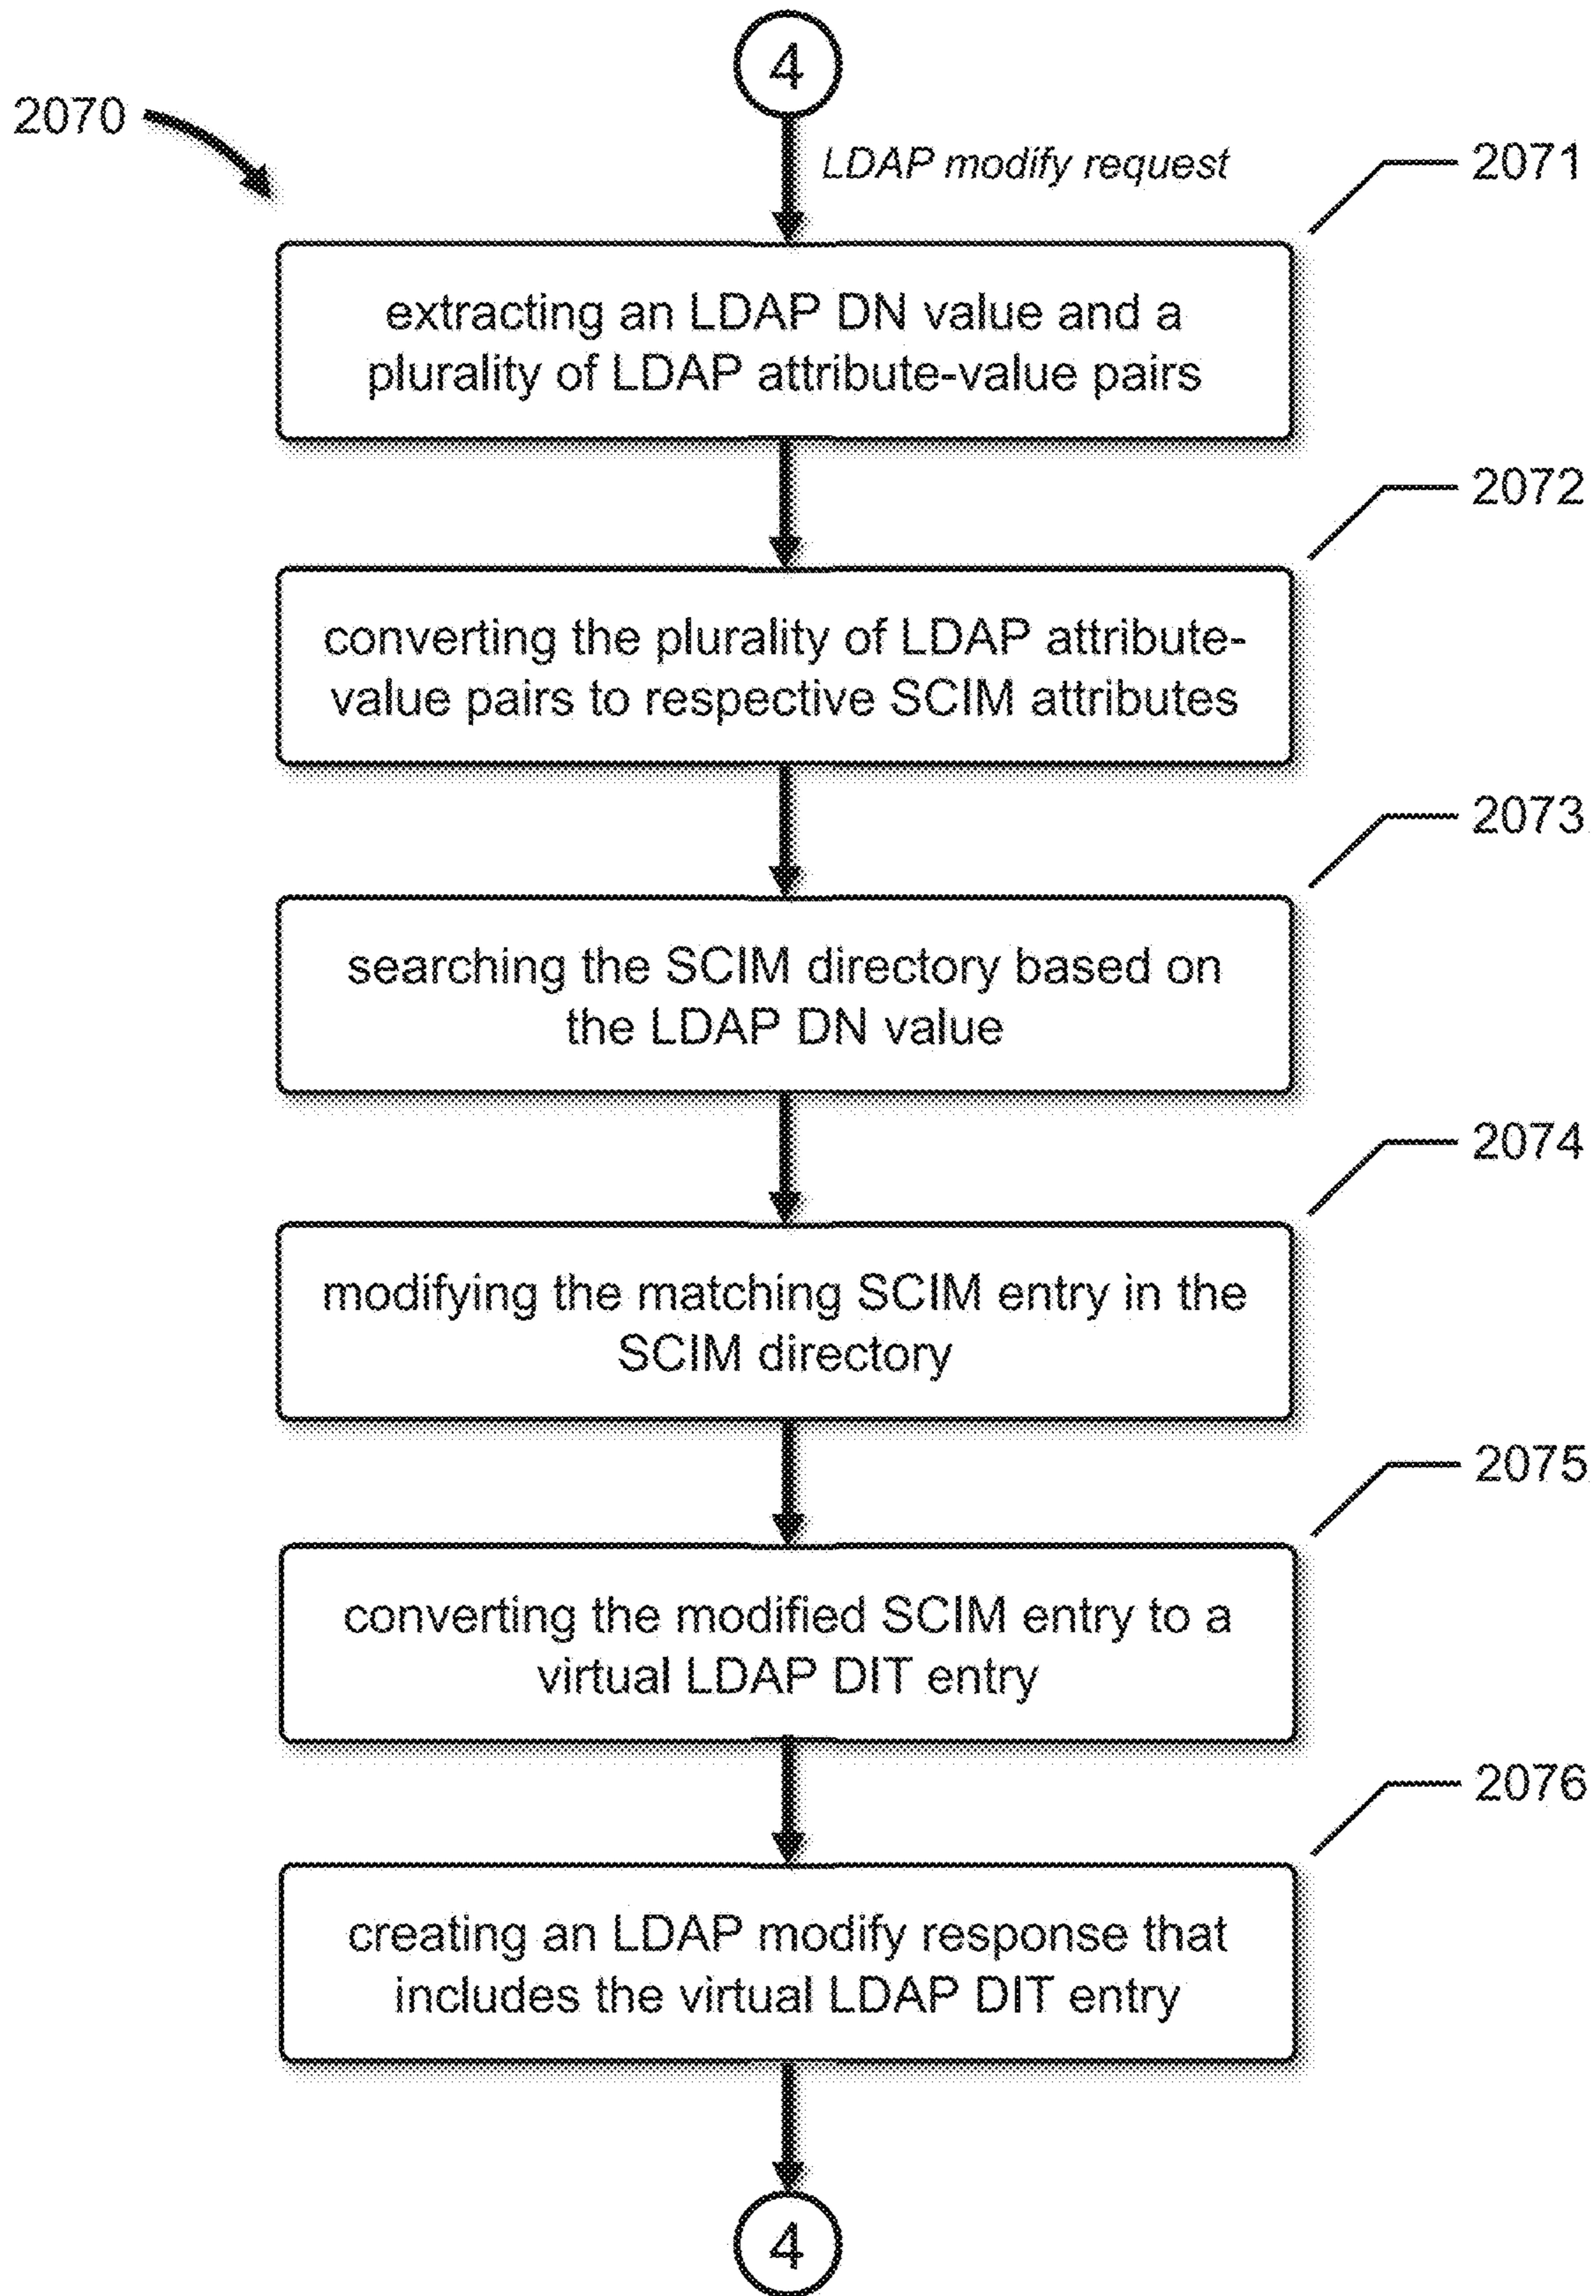 4
2070
LDAP modify request
2071
extracting an LDAP DN value and a
plurality of LDAP attribute-value pairs
2072
converting the plurality of LDAP attribute-
value pairs to respective SCIM attributes
2073
searching the SCIM directory based on
the LDAP DN value
2074
modifying the matching SCIM entry in the
SCIM directory
2075
converting the modified SCIM entry to a
virtual LDAP DIT entry
2076
creating an LDAP modify response that
includes the virtual LDAP DIT entry
4